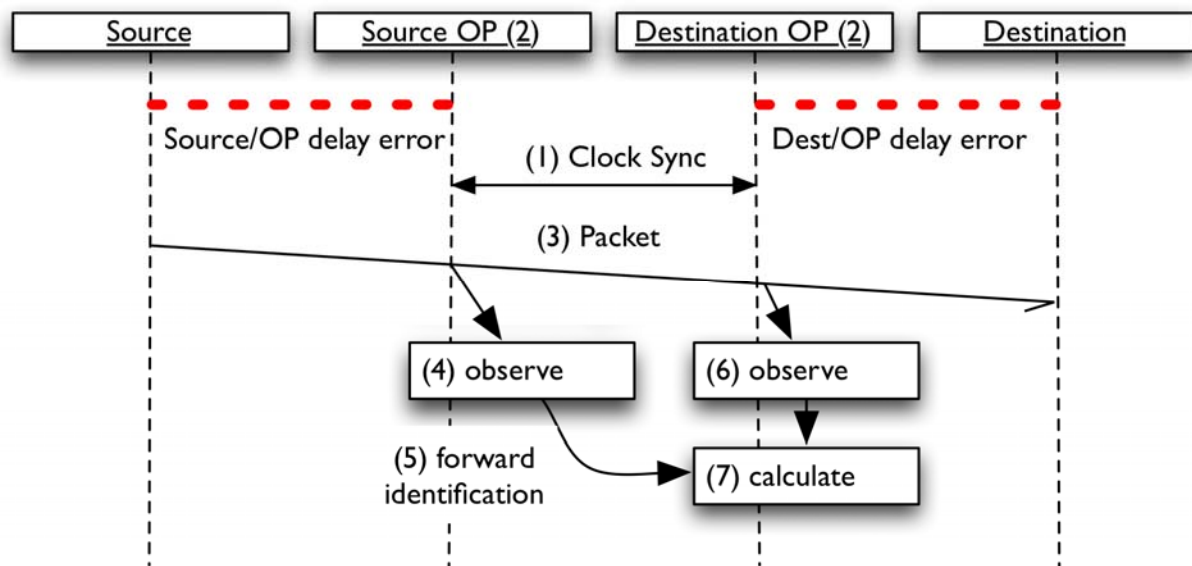 Source
Source OP (2)
Destination OP (2)
Destination
Source/OP delay error
Dest/OP delay error
(1) Clock Sync
(3) Packet
(4) observe
(6) observe
(5) forward
identification
(7) calculate